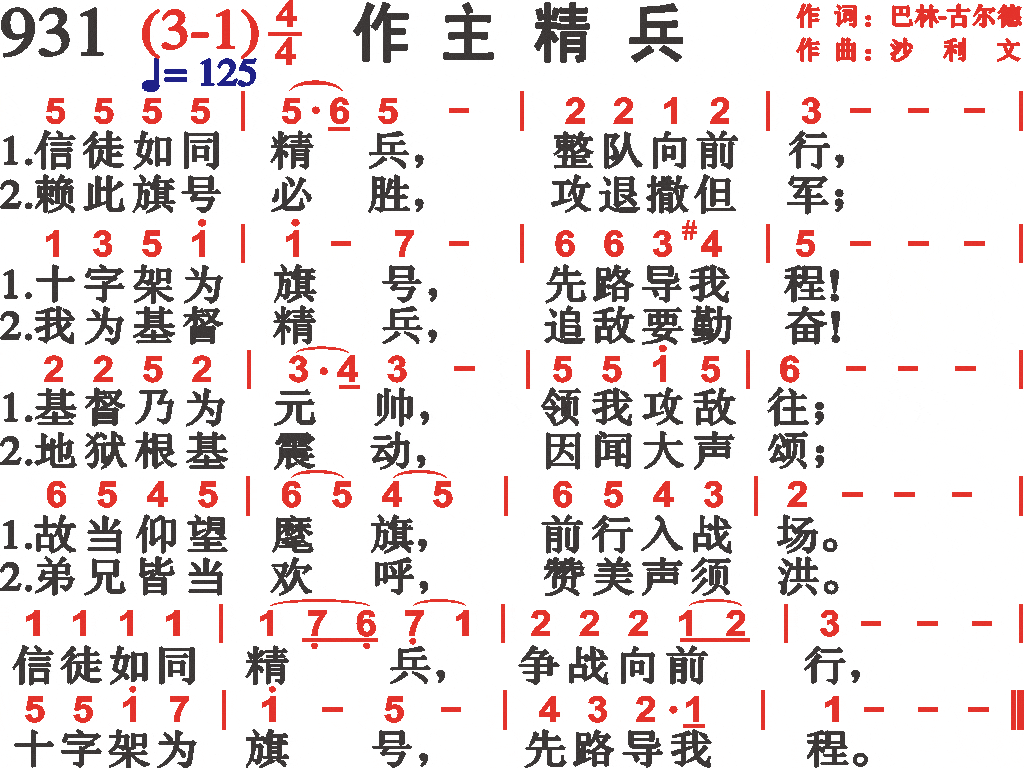 931 (3-1) 4/4 作主精兵 作 词：巴林-古尔德
♩= 125 作 曲：沙 利 文
5 5 5 5 | 5·6 5 － | 2 2 1 2 | 3 － － － |
1.信徒如同 精 兵， 整队向前 行，
2.赖此旗号 必 胜， 攻退撒但 军；
1 3 5 i | i － 7 － | 6 6 3 #4 | 5 － － － |
1.十字架为 旗 号， 先路导我 程！
2.我为基督 精 兵， 追敌要勤 奋！
2 2 5 2 | 3·4 3 － | 5 5 i 5 | 6 － － － |
1.基督乃为 元 帅， 领我攻敌 往；
2.地狱根基 震 动， 因闻大声 颂；
6 5 4 5 | 6 5 4 5 | 6 5 4 3 | 2 － － － |
1.故当仰望 麾 旗， 前行入战 场。
2.弟兄皆当 欢 呼， 赞美声须 洪。
1 1 1 1 | 1 7̣ 6̣ 7̣ 1 | 2 2 2 1 2 | 3 － － － |
信徒如同 精 兵， 争战向前 行，
5 5 i 7 | i － 5 － | 4 3 2·1 | 1 － － － ‖
十字架为 旗 号， 先路导我 程。